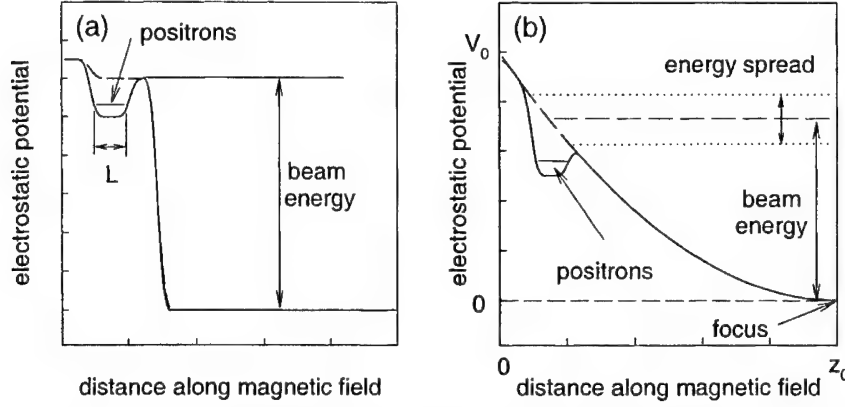 (a)
positrons
L
beam
energy
electrostatic potential
distance along magnetic field
(b)
V₀
energy spread
beam
energy
positrons
focus
0
electrostatic potential
0
z₀
distance along magnetic field